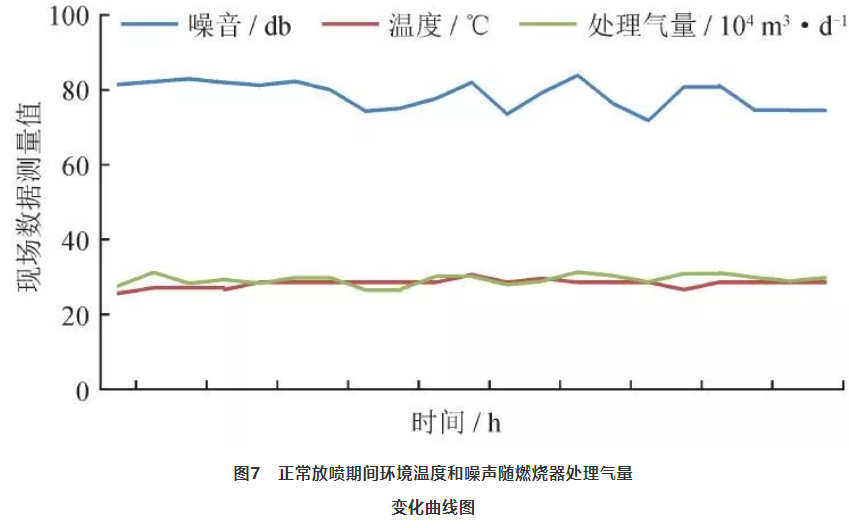 100
噪音 / db 温度 / ℃ 处理气量 / 10⁴ m³·d⁻¹
80
60
40
20
0
现场数据测量值
时间 / h
图7 正常放喷期间环境温度和噪声随燃烧器处理气量
变化曲线图